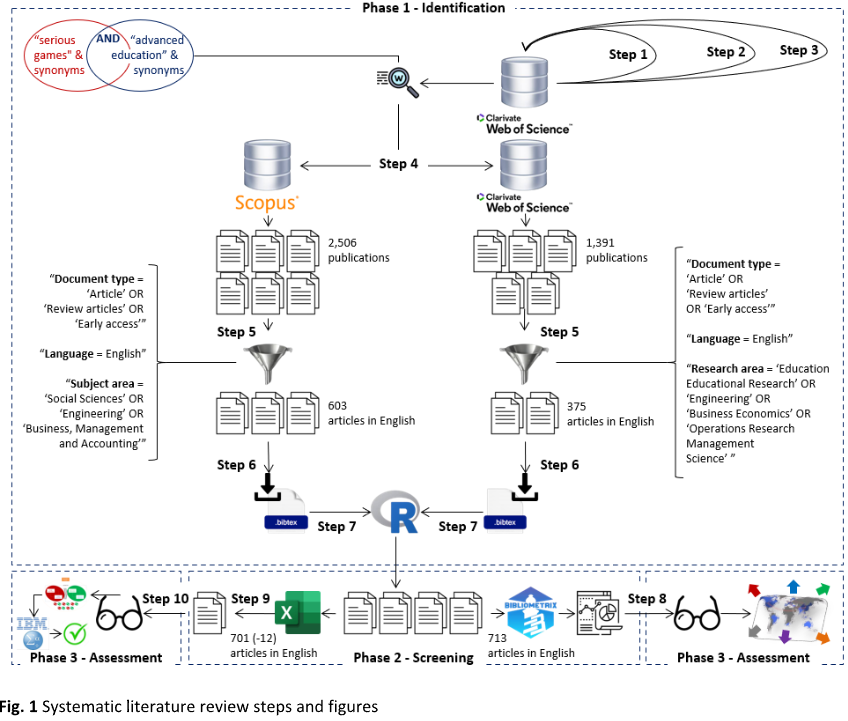 Phase 1 - Identification
“serious
games" &
synonyms
AND
“advanced
education” &
synonyms
W
Step 1
Step 2
Step 3
Clarivate
Web of Science™
Step 4
Scopus®
Clarivate
Web of Science™
2,506
publications
1,391
publications
“Document type =
‘Article’ OR
‘Review articles’ OR
‘Early access’”
“Language = English”
“Subject area =
‘Social Sciences’ OR
‘Engineering’ OR
‘Business, Management
and Accounting’”
Step 5
Step 5
“Document type =
‘Article’ OR
‘Review articles’
OR ‘Early access’”
“Language = English”
“Research area = ‘Education
Educational Research’ OR
‘Engineering’ OR
‘Business Economics’ OR
‘Operations Research
Management
Science’ ”
603
articles in English
375
articles in English
Step 6
Step 6
.bibtex
Step 7
R
Step 7
.bibtex
IBM
Step 10
Step 9
X
701 (-12)
articles in English
BIBLIOMETRIX
713
articles in English
Step 8
Phase 3 - Assessment
Phase 2 - Screening
Phase 3 - Assessment
Fig. 1 Systematic literature review steps and figures